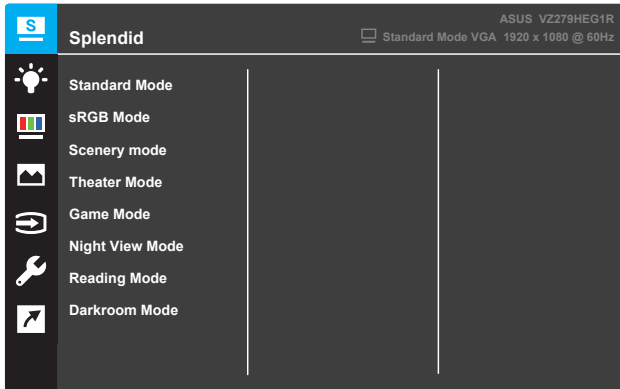 S
Splendid
ASUS VZ279HEG1R
Standard Mode VGA 1920 x 1080 @ 60Hz
Standard Mode
sRGB Mode
Scenery mode
Theater Mode
Game Mode
Night View Mode
Reading Mode
Darkroom Mode